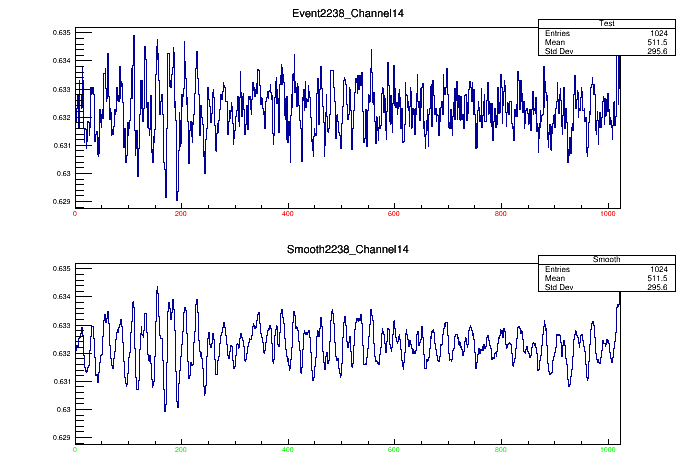 Event2238_Channel14
Test
Entries 1024
Mean 511.5
Std Dev 295.6
0.635
0.634
0.633
0.632
0.631
0.63
0.629
0 200 400 600 800 1000
Smooth2238_Channel14
Smooth
Entries 1024
Mean 511.5
Std Dev 295.6
0.635
0.634
0.633
0.632
0.631
0.63
0.629
0 200 400 600 800 1000